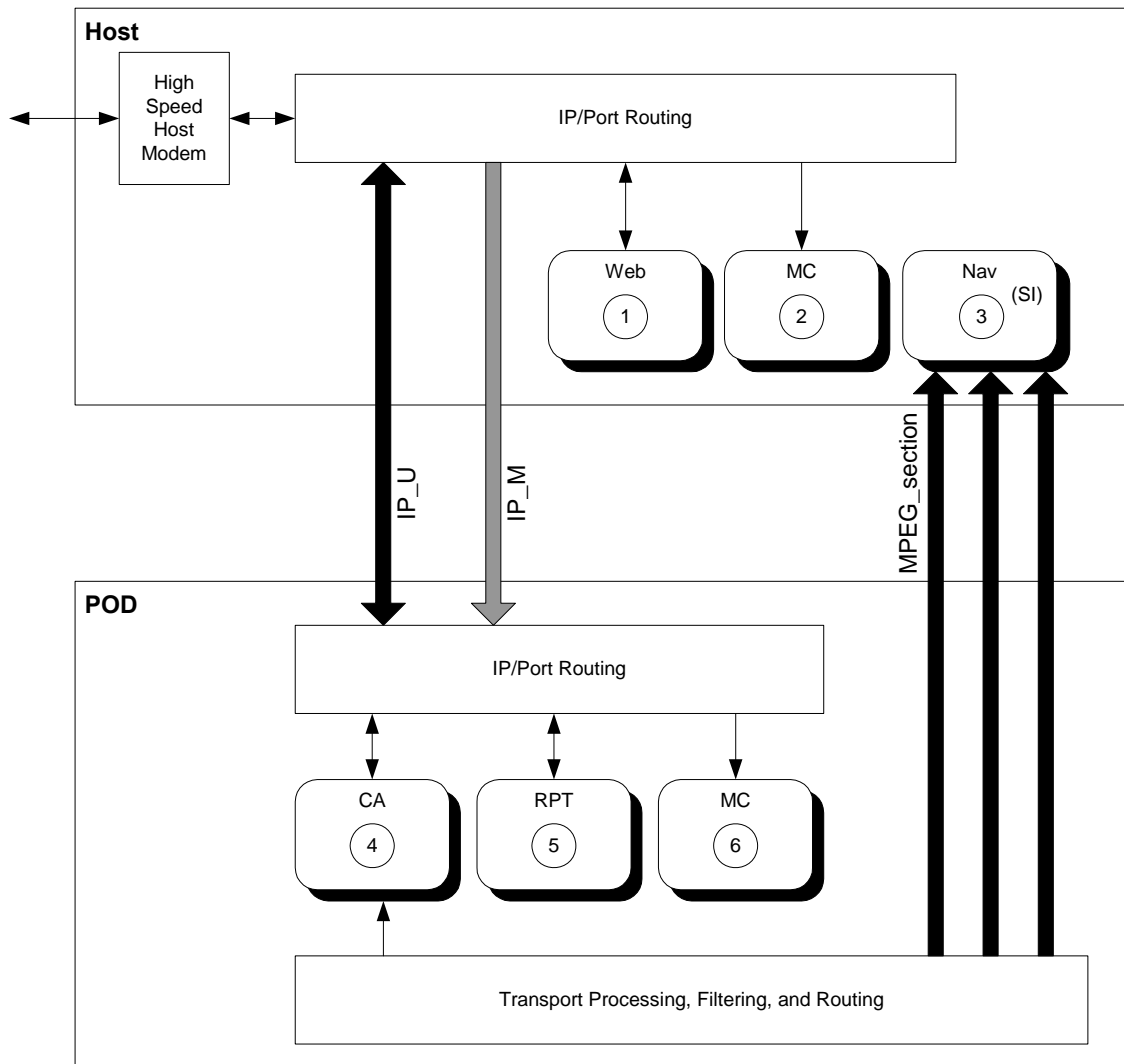 Host
High
Speed
Host
Modem
IP/Port Routing
Web
1
MC
2
Nav
(SI)
3
IP_U
IP_M
MPEG_section
POD
IP/Port Routing
CA
4
RPT
5
MC
6
Transport Processing, Filtering, and Routing